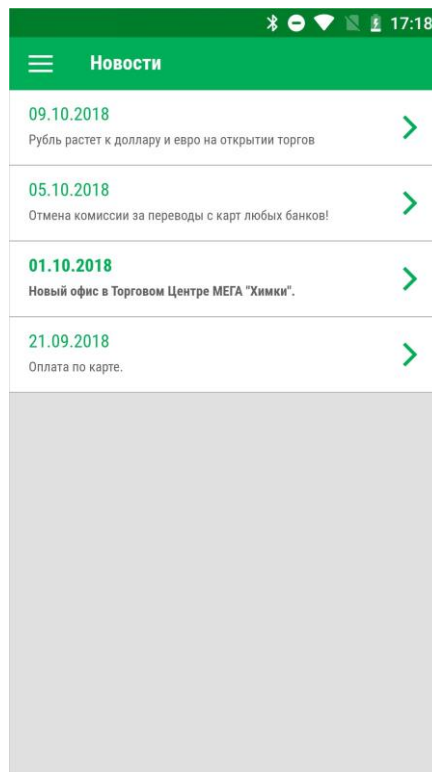 17:18
Новости
09.10.2018
Рубль растет к доллару и евро на открытии торгов
05.10.2018
Отмена комиссии за переводы с карт любых банков!
01.10.2018
Новый офис в Торговом Центре МЕГА "Химки".
21.09.2018
Оплата по карте.